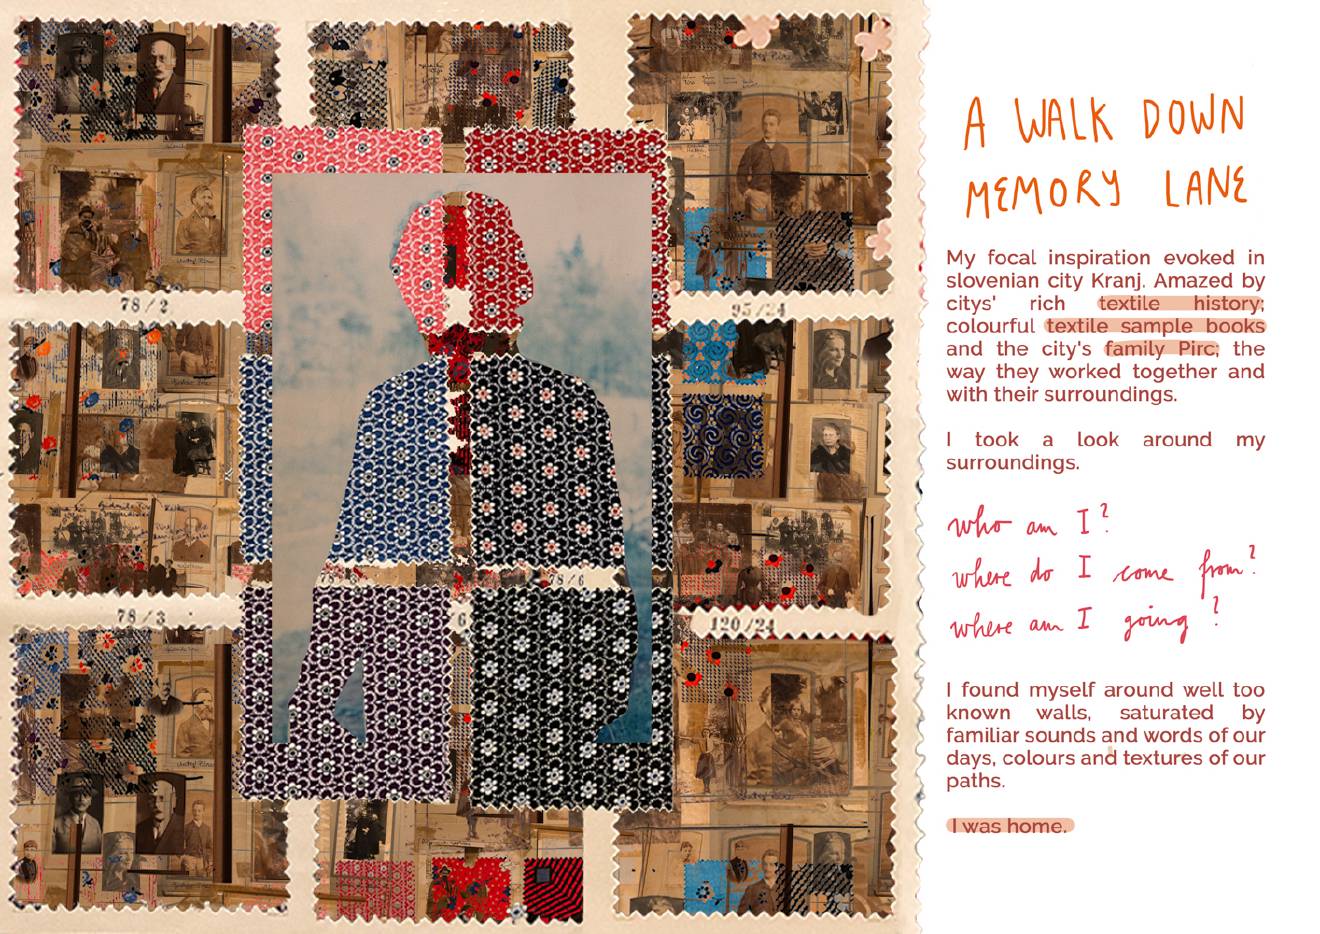 78/2
95/24
78/3
78/6
6
120/24
A WALK DOWN
MEMORY LANE
My focal inspiration evoked in
slovenian city Kranj. Amazed by
citys' rich textile history;
colourful textile sample books
and the city's family Pirc; the
way they worked together and
with their surroundings.
I took a look around my
surroundings.
who am I?
where do I come from?
where am I going?
I found myself around well too
known walls, saturated by
familiar sounds and words of our
days, colours and textures of our
paths.
I was home.